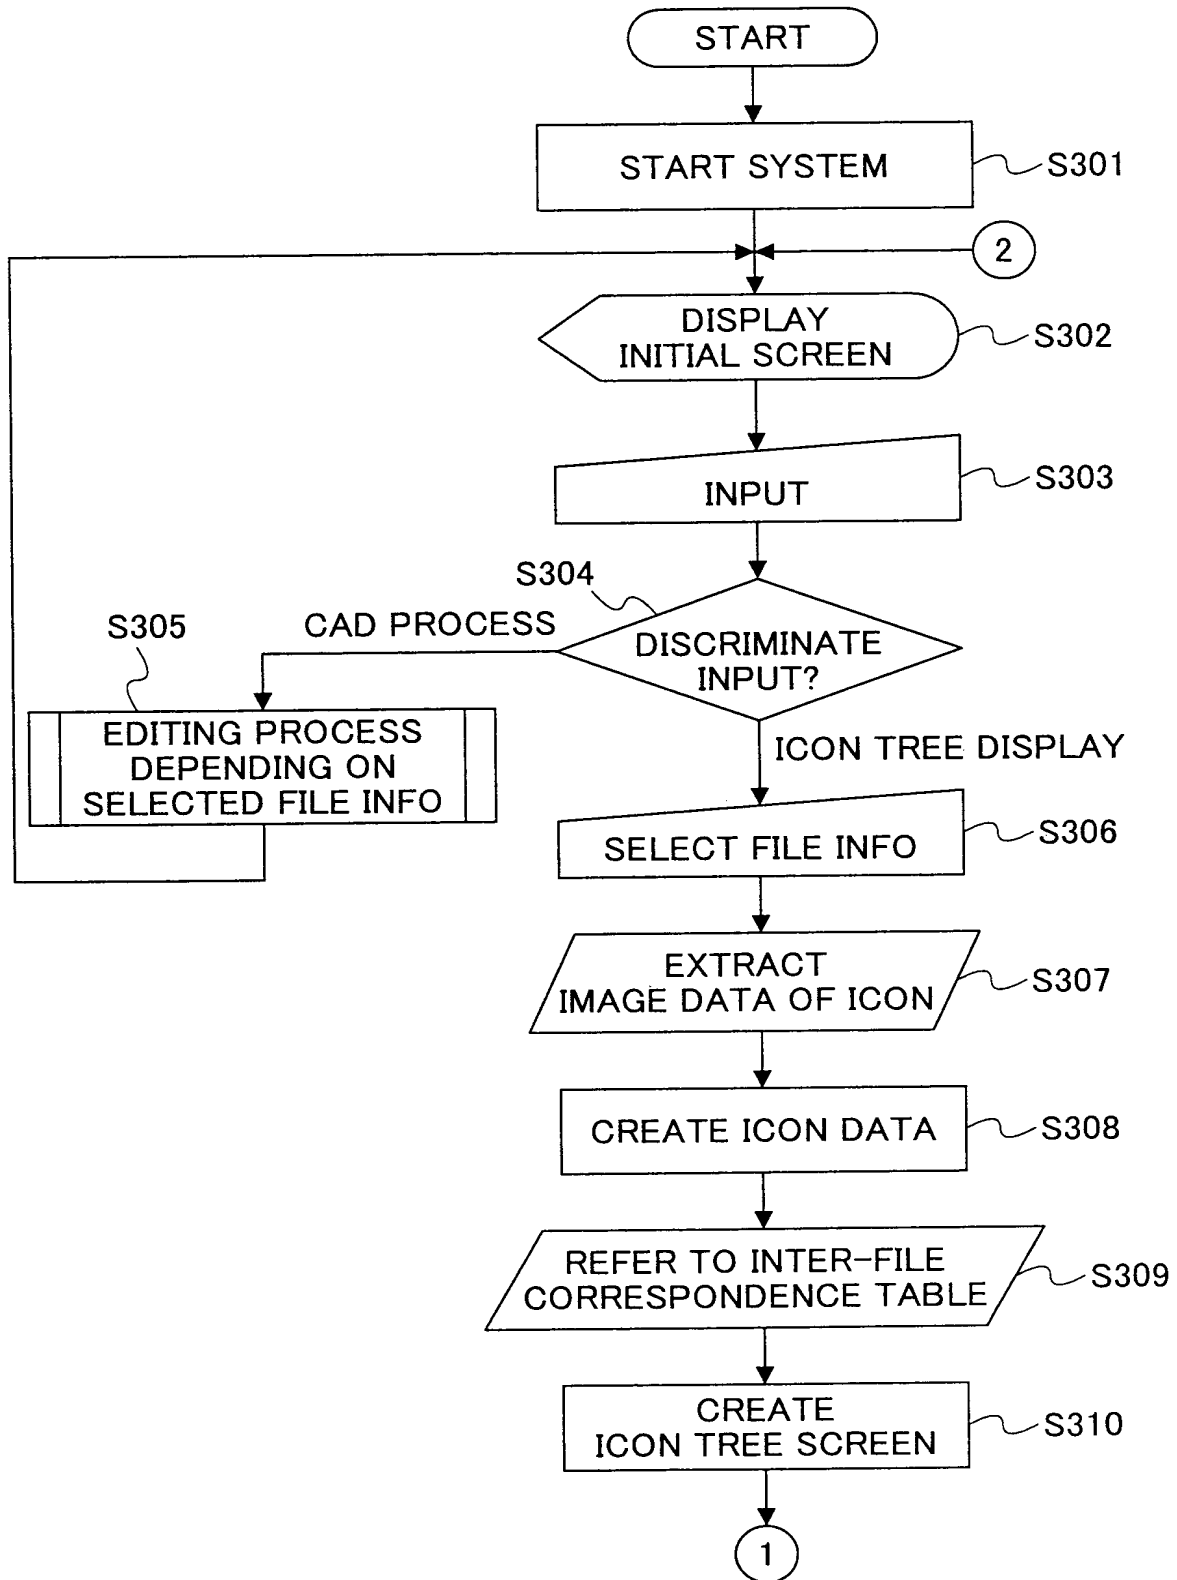 START
START SYSTEM
S301
2
DISPLAY
INITIAL SCREEN
S302
INPUT
S303
S304
DISCRIMINATE
INPUT?
CAD PROCESS
S305
EDITING PROCESS
DEPENDING ON
SELECTED FILE INFO
ICON TREE DISPLAY
SELECT FILE INFO
S306
EXTRACT
IMAGE DATA OF ICON
S307
CREATE ICON DATA
S308
REFER TO INTER-FILE
CORRESPONDENCE TABLE
S309
CREATE
ICON TREE SCREEN
S310
1